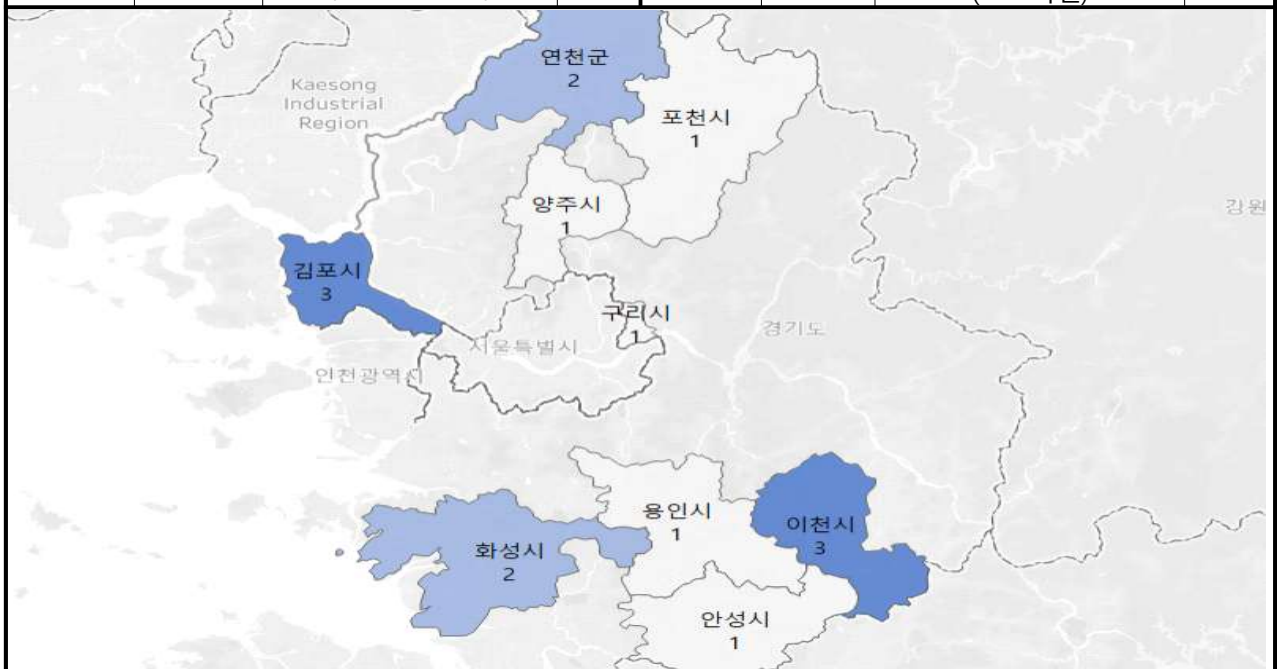 연천군
2
Kaesong
Industrial
Region
포천시
1
양주시
1
강원
김포시
3
구리시
1
경기도
서울특별시
인천광역시
용인시
1
이천시
3
화성시
2
안성시
1